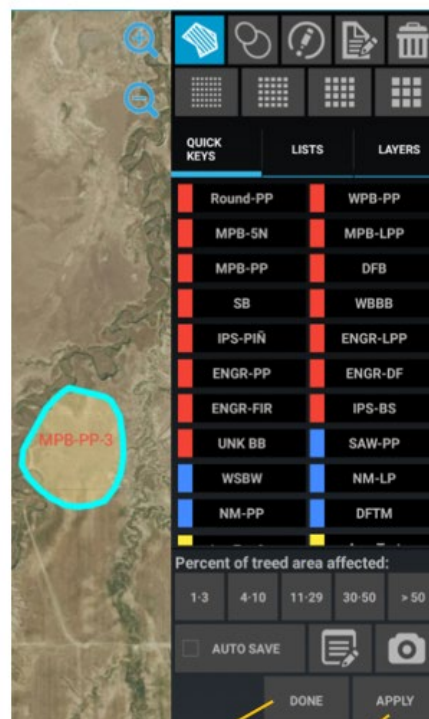 QUICK KEYS LISTS LAYERS
Round-PP WPB-PP
MPB-5N MPB-LPP
MPB-PP DFB
SB WBBB
IPS-PIÑ ENGR-LPP
ENGR-PP ENGR-DF
ENGR-FIR IPS-BS
MPB-PP-3
UNK BB SAW-PP
WSBW NM-LP
NM-PP DFTM
Percent of treed area affected:
1-3 4-10 11-29 30-50 > 50
AUTO SAVE
DONE APPLY